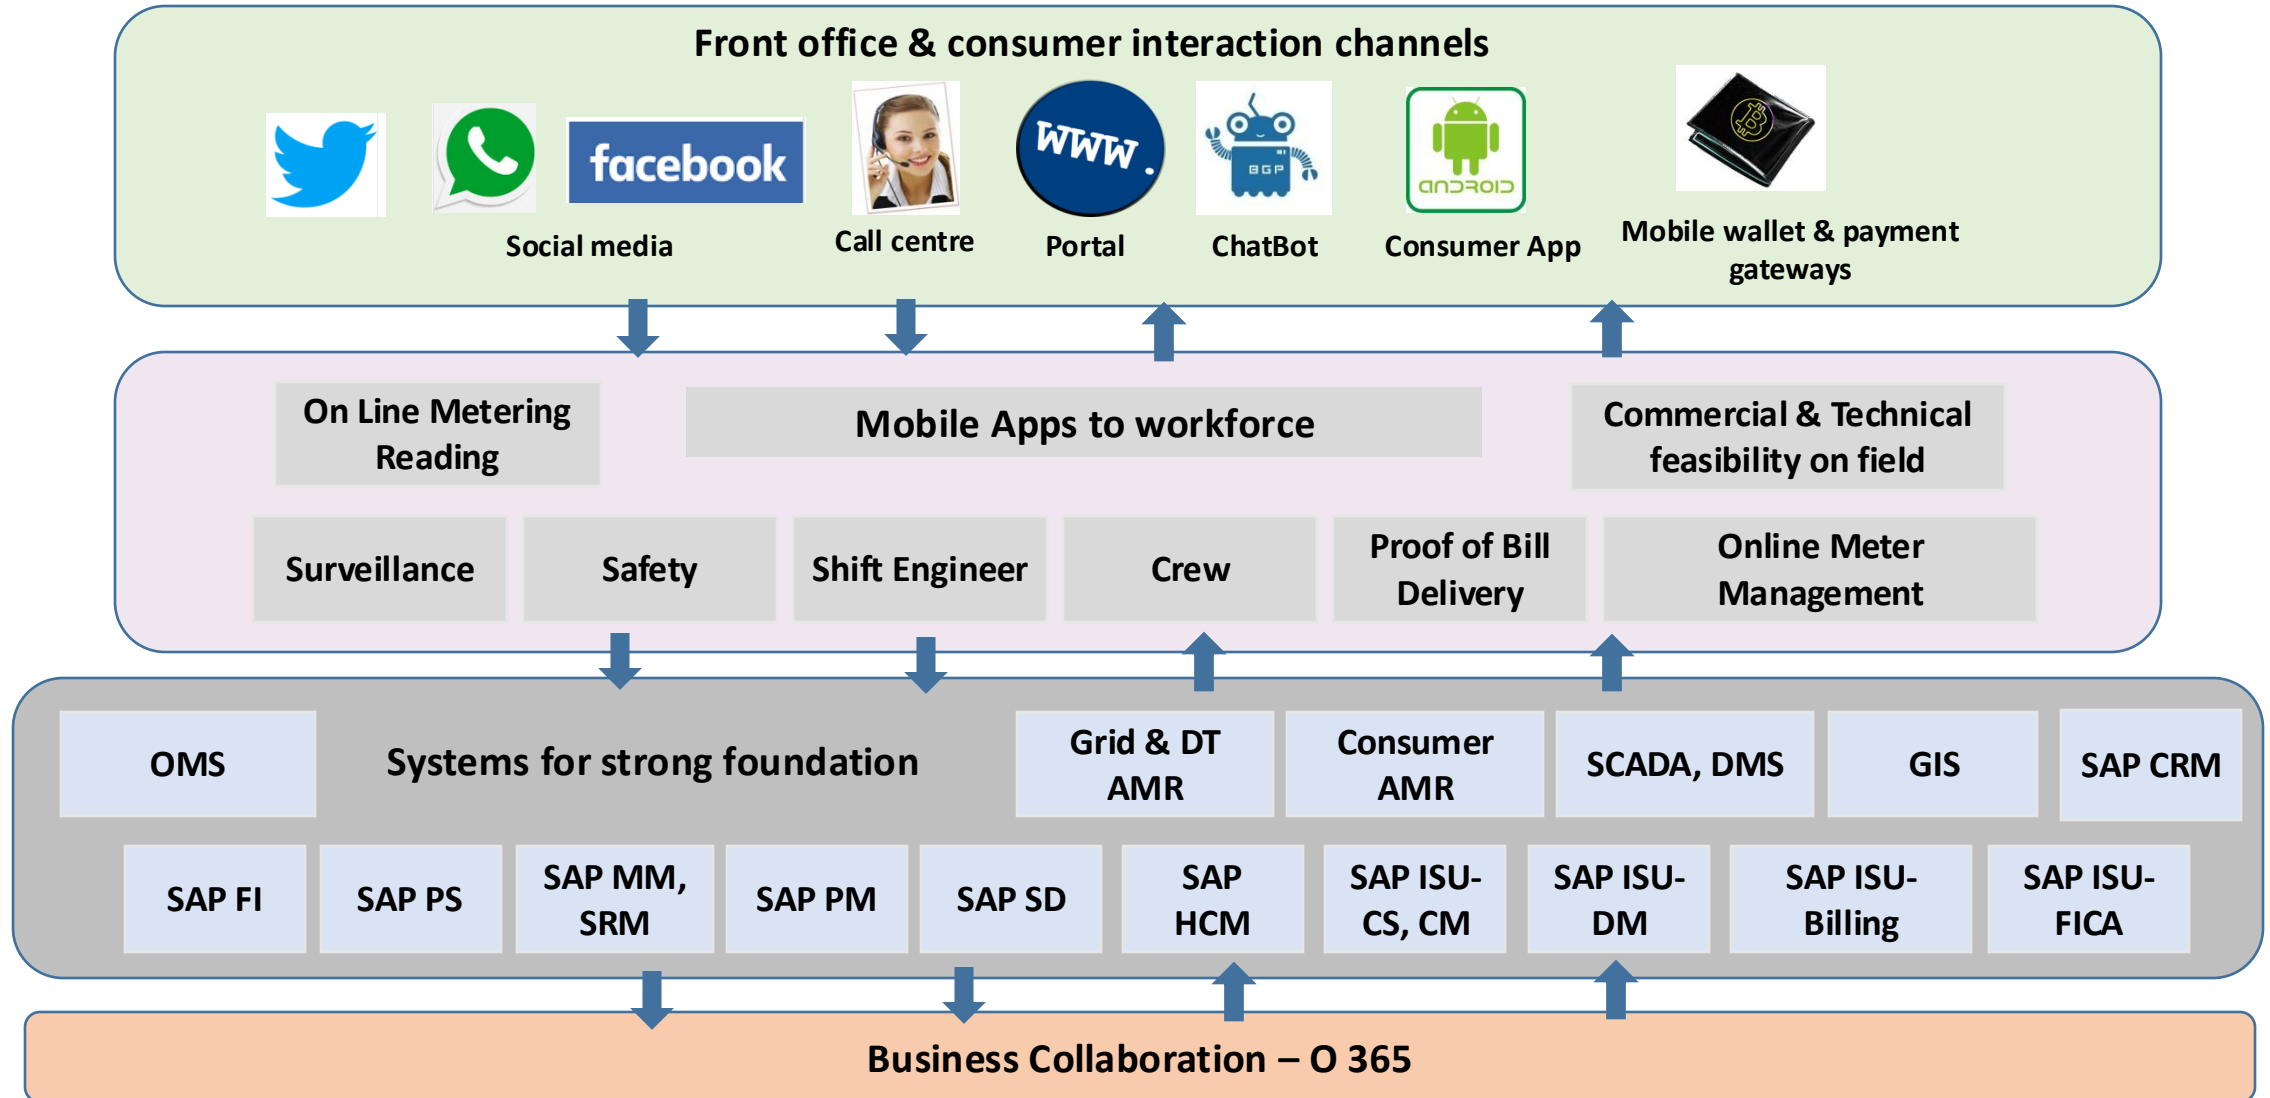 Front office & consumer interaction channels
facebook
www.
BGP
ANDROID
Social media
Call centre
Portal
ChatBot
Consumer App
Mobile wallet & payment
gateways
On Line Metering
Reading
Mobile Apps to workforce
Commercial & Technical
feasibility on field
Surveillance
Safety
Shift Engineer
Crew
Proof of Bill
Delivery
Online Meter
Management
OMS
Systems for strong foundation
Grid & DT
AMR
Consumer
AMR
SCADA, DMS
GIS
SAP CRM
SAP FI
SAP PS
SAP MM,
SRM
SAP PM
SAP SD
SAP
HCM
SAP ISU-
CS, CM
SAP ISU-
DM
SAP ISU-
Billing
SAP ISU-
FICA
Business Collaboration – O 365